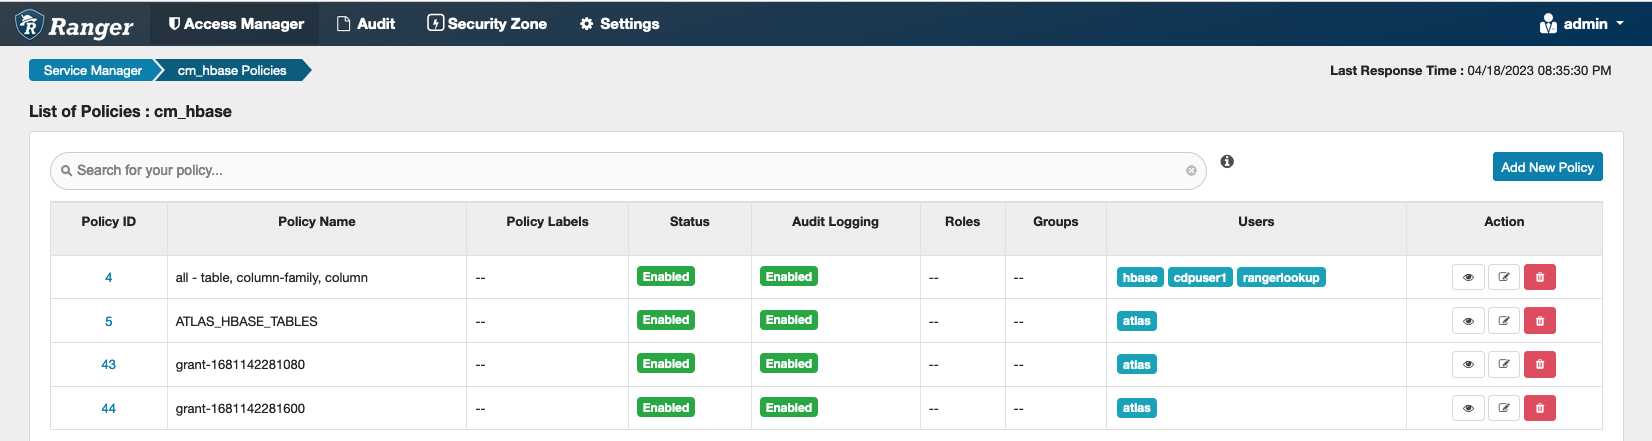 Ranger Access Manager Audit Security Zone Settings admin
Service Manager cm_hbase Policies Last Response Time : 04/18/2023 08:35:30 PM
List of Policies : cm_hbase
Search for your policy... Add New Policy
Policy ID Policy Name Policy Labels Status Audit Logging Roles Groups Users Action
4 all - table, column-family, column -- Enabled Enabled -- -- hbase cdpuser1 rangerlookup
5 ATLAS_HBASE_TABLES -- Enabled Enabled -- -- atlas
43 grant-1681142281080 -- Enabled Enabled -- -- atlas
44 grant-1681142281600 -- Enabled Enabled -- -- atlas